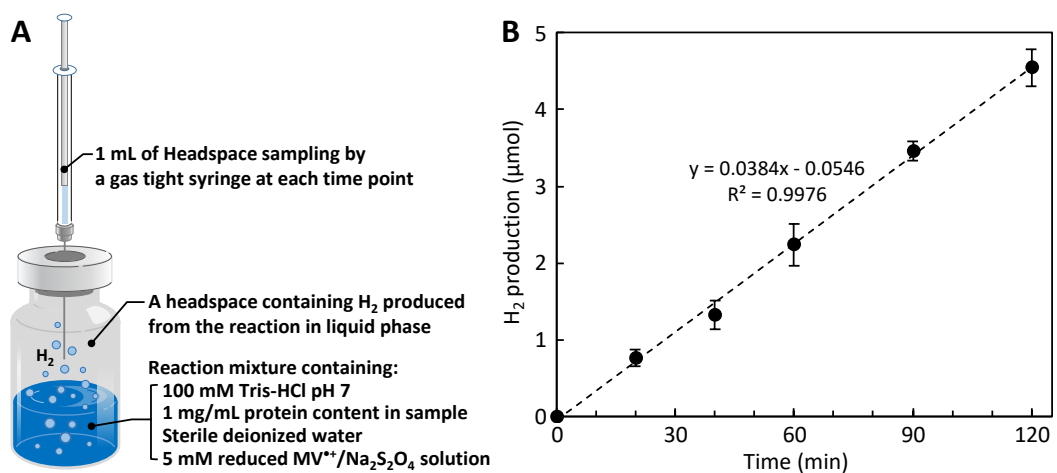 A
1 mL of Headspace sampling by
a gas tight syringe at each time point
A headspace containing H₂ produced
from the reaction in liquid phase
H₂
Reaction mixture containing:
100 mM Tris-HCl pH 7
1 mg/mL protein content in sample
Sterile deionized water
5 mM reduced MV•⁺/Na₂S₂O₄ solution
B
H₂ production (µmol)
5
4
3
2
1
0
y = 0.0384x - 0.0546
R² = 0.9976
0 30 60 90 120
Time (min)